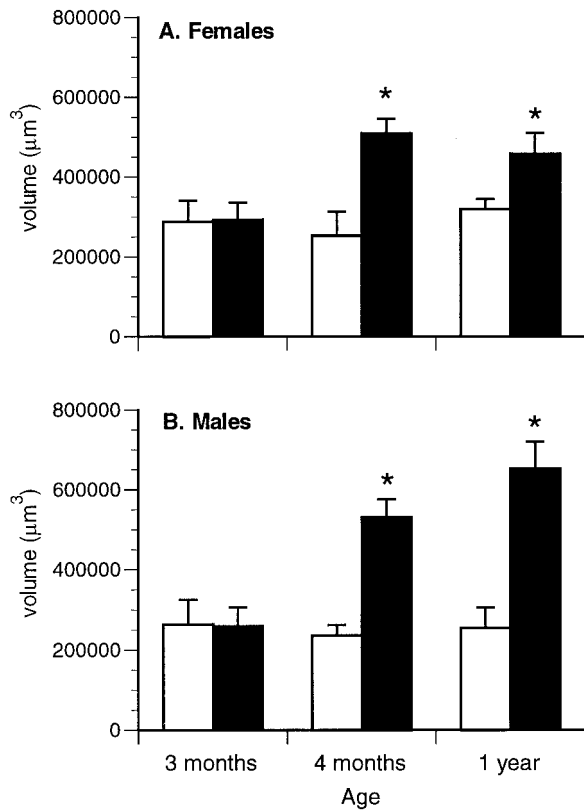 A. Females
800000
600000
400000
200000
0
volume (μm³)
*
*
B. Males
800000
600000
400000
200000
0
volume (μm³)
*
*
3 months 4 months 1 year
Age